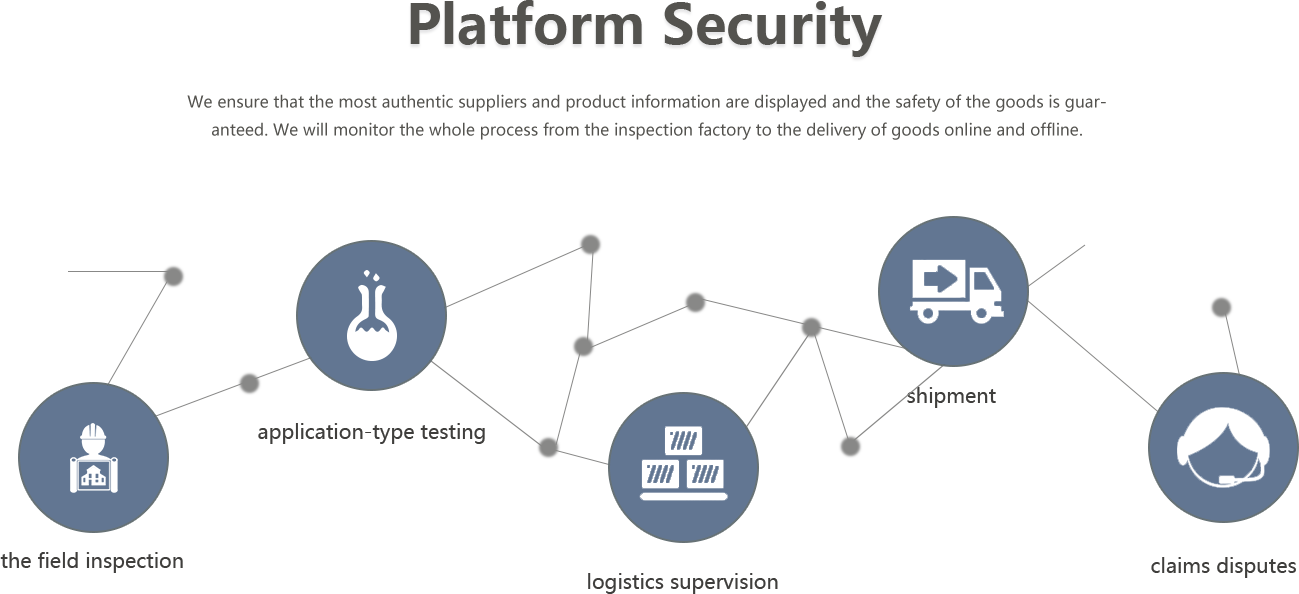 Platform Security
We ensure that the most authentic suppliers and product information are displayed and the safety of the goods is guar-
anteed. We will monitor the whole process from the inspection factory to the delivery of goods online and offline.
shipment
application-type testing
the field inspection
claims disputes
logistics supervision